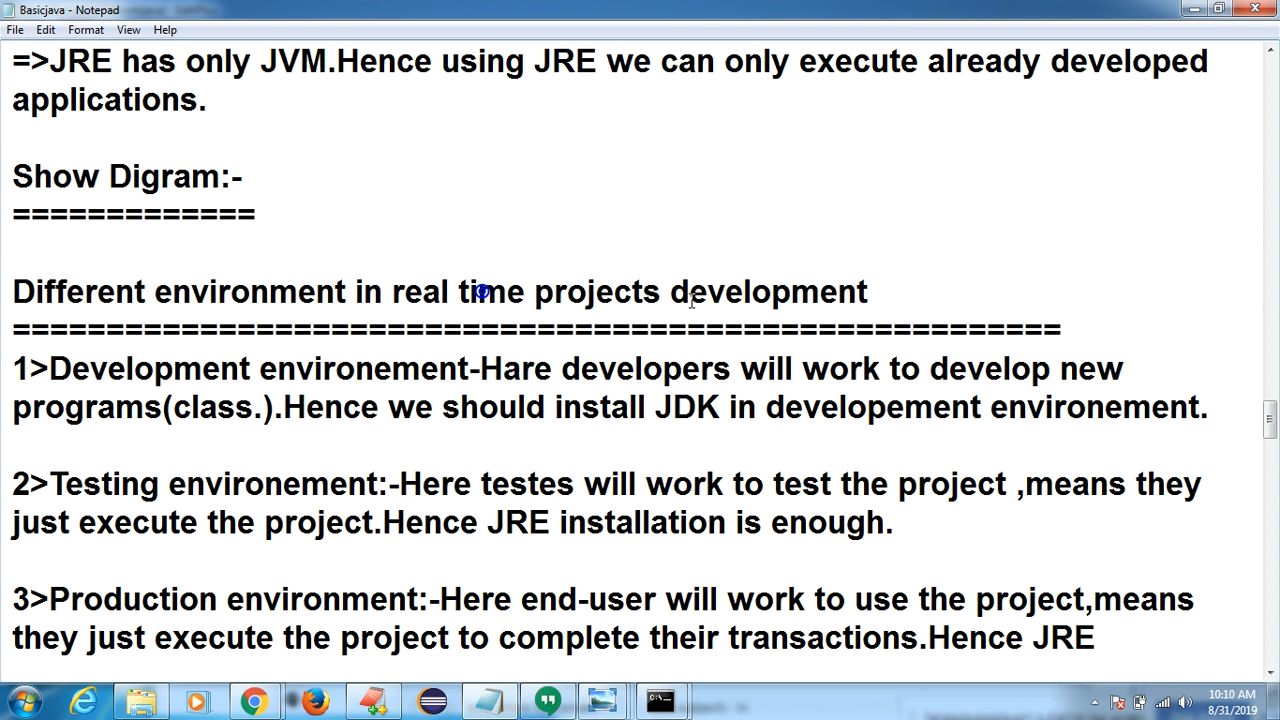 Basicjava - Notepad
File Edit Format View Help
=>JRE has only JVM.Hence using JRE we can only execute already developed
applications.
Show Digram:-
=============
Different environment in real time projects development
========================================================
1>Development environement-Hare developers will work to develop new
programs(class.).Hence we should install JDK in developement environement.
2>Testing environement:-Here testes will work to test the project ,means they
just execute the project.Hence JRE installation is enough.
3>Production environment:-Here end-user will work to use the project,means
they just execute the project to complete their transactions.Hence JRE
10:10 AM
8/31/2019